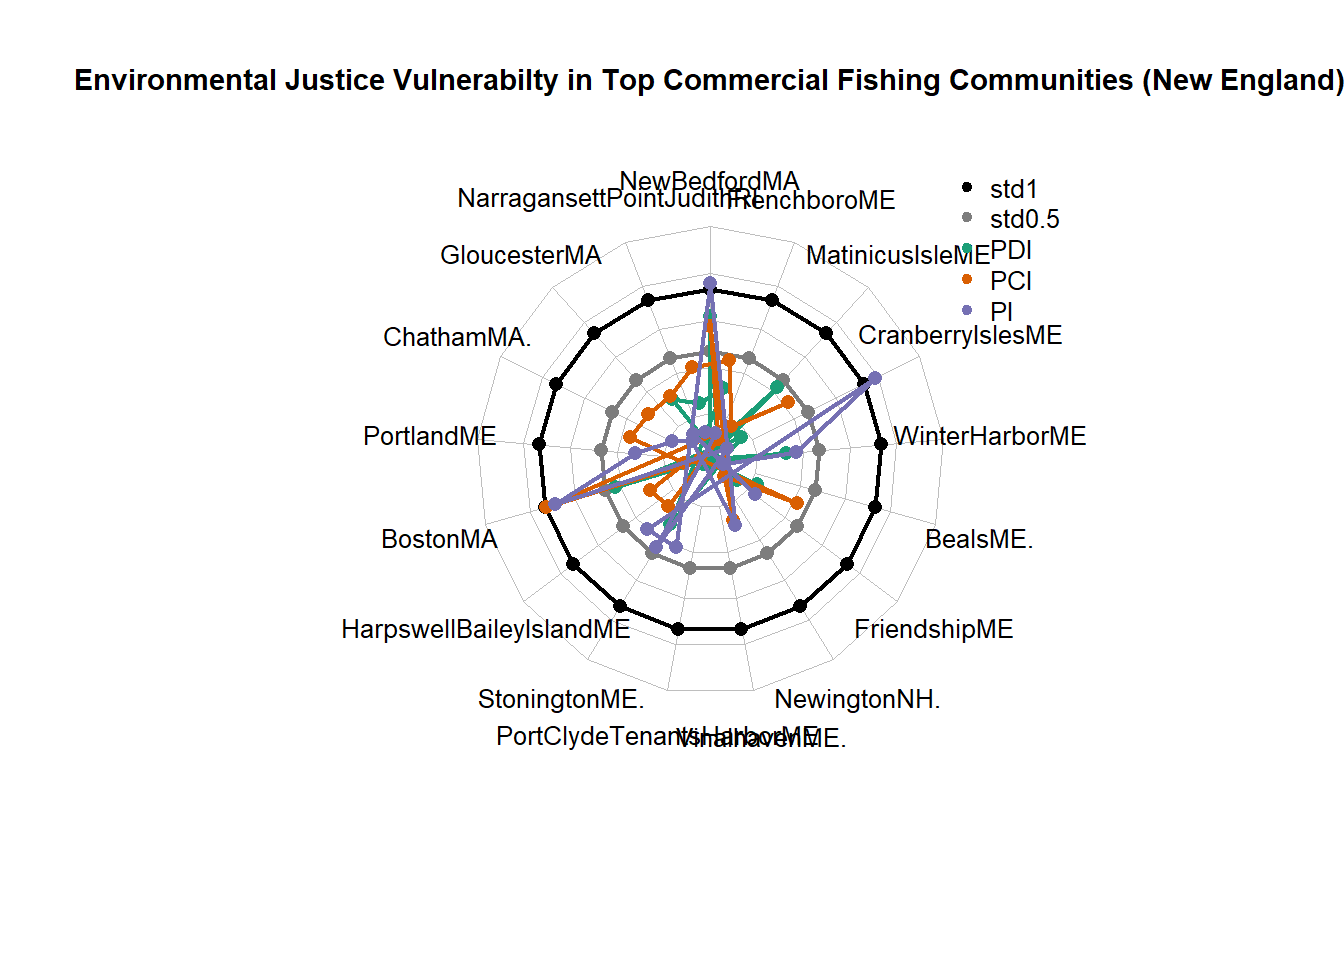 Environmental Justice Vulnerabilty in Top Commercial Fishing Communities (New England)
NewBedfordMA
NarragansettPointJudithRI
FrenchboroME
GloucesterMA
MatinicusIsleME
ChathamMA.
CranberryIslesME
PortlandME
WinterHarborME
BostonMA
BealsME.
HarpswellBaileyIslandME
FriendshipME
StoningtonME.
NewingtonNH.
PortClydeTenantsHarborME
VinalhavenME.
std1
std0.5
PDI
PCI
PI